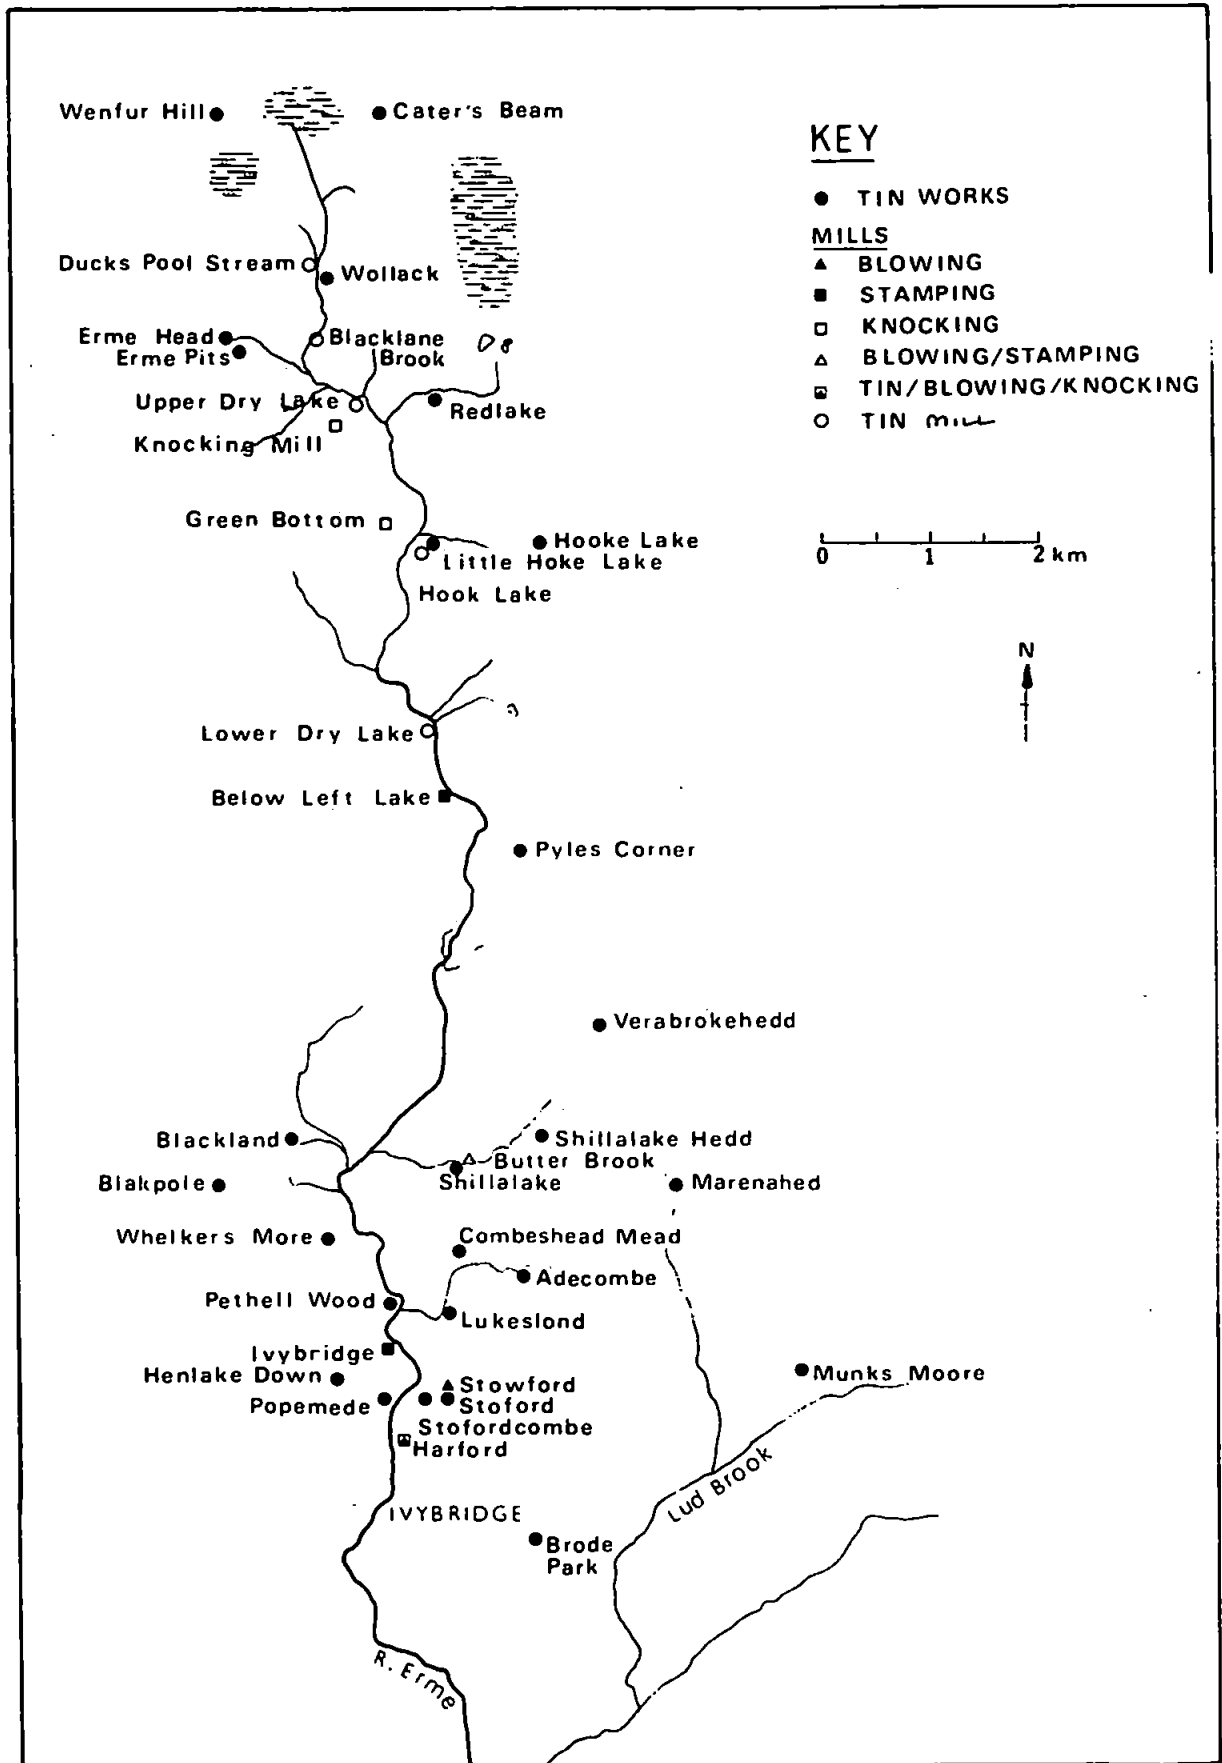 Wenfur Hill
Cater's Beam
KEY
TIN WORKS
MILLS
BLOWING
STAMPING
KNOCKING
BLOWING/STAMPING
TIN/BLOWING/KNOCKING
TIN MILL
Ducks Pool Stream
Wollack
Erme Head
Erme Pits
Blacklane
Brook
Upper Dry Lake
Redlake
Knocking Mill
Green Bottom
Hooke Lake
Little Hoke Lake
Hook Lake
0 1 2 km
N
Lower Dry Lake
Below Left Lake
Pyles Corner
Verabrokehedd
Blackland
Shillalake Hedd
Butter Brook
Shillalake
Blakpole
Marenahed
Whelkers More
Combeshead Mead
Adecombe
Pethell Wood
Lukeslond
Ivybridge
Henlake Down
Munks Moore
Stowford
Popemede
Stoford
Stofordcombe
Harford
Lud Brook
IVYBRIDGE
Brode
Park
R. Erme